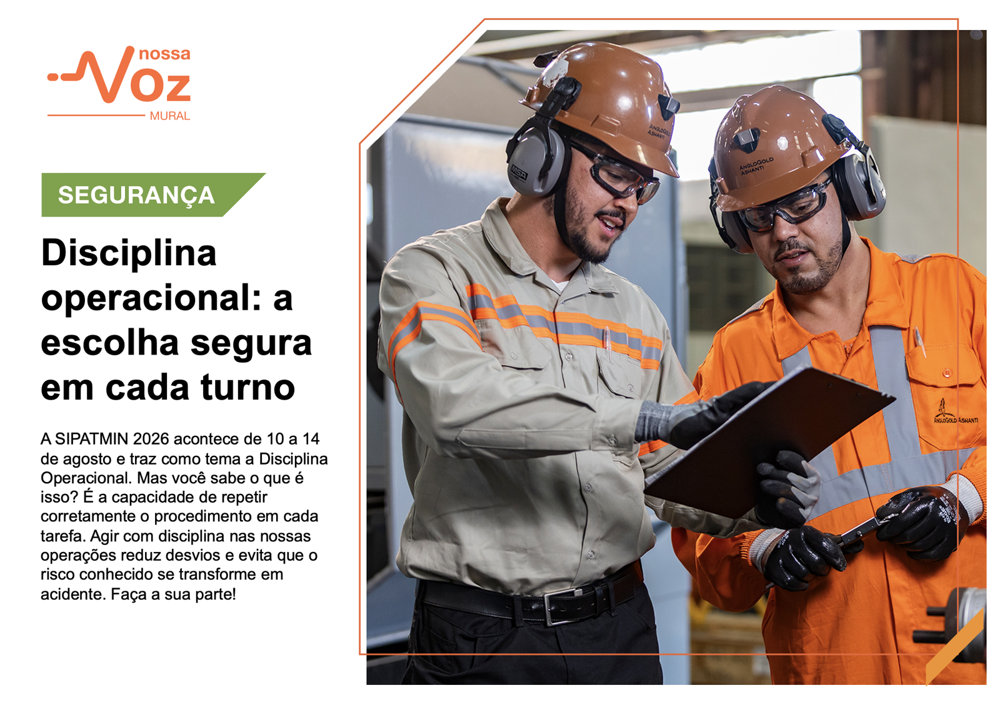 nossa
Voz
MURAL
SEGURANÇA
Disciplina
operacional: a
escolha segura
em cada turno
A SIPATMIN 2026 acontece de 10 a 14
de agosto e traz como tema a Disciplina
Operacional. Mas você sabe o que é
isso? É a capacidade de repetir
corretamente o procedimento em cada
tarefa. Agir com disciplina nas nossas
operações reduz desvios e evita que o
risco conhecido se transforme em
acidente. Faça a sua parte!
ANGLOGOLD
ASHANTI
MSA
ANGLOGOLD
ASHANTI
ANGLOGOLD ASHANTI